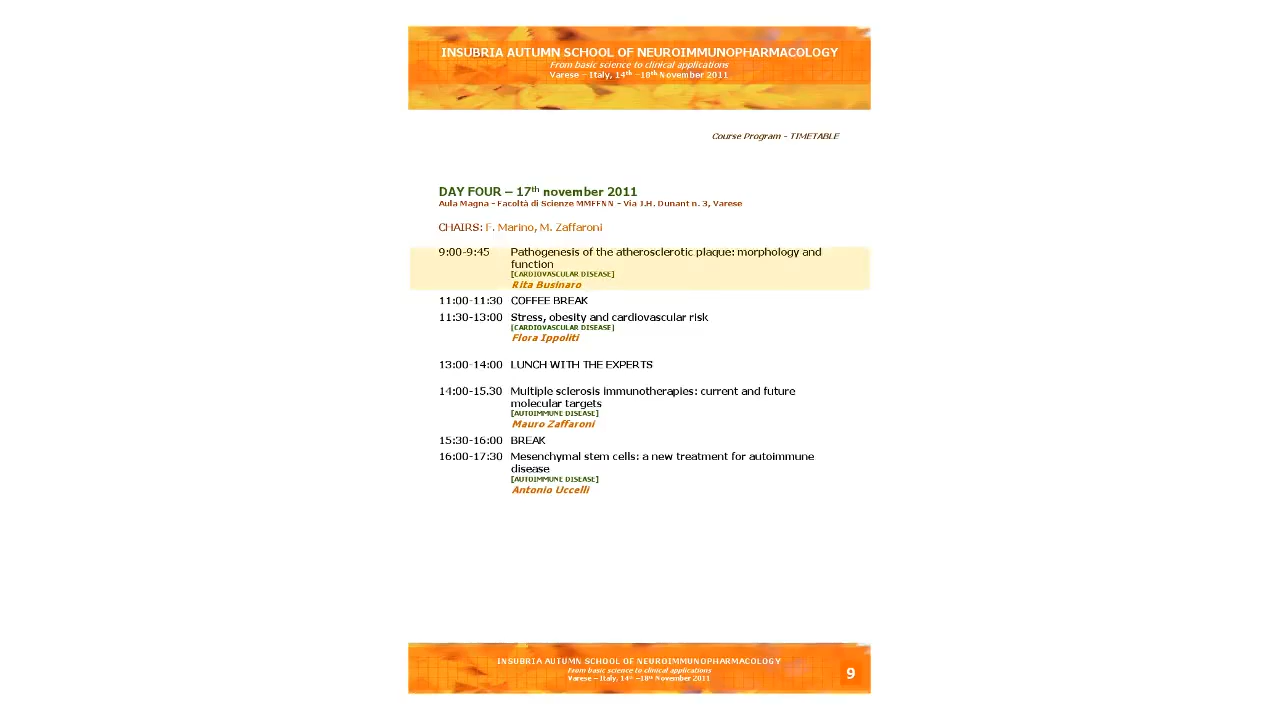 INSUBRIA AUTUMN SCHOOL OF NEUROIMMUNOPHARMACOLOGY
From basic science to clinical applications
Varese – Italy, 14th –18th November 2011
Course Program - TIMETABLE
DAY FOUR – 17th november 2011
Aula Magna - Facoltà di Scienze MMFFNN - Via J.H. Dunant n. 3, Varese
CHAIRS: F. Marino, M. Zaffaroni
9:00-9:45 Pathogenesis of the atherosclerotic plaque: morphology and
function
[CARDIOVASCULAR DISEASE]
Rita Businaro
11:00-11:30 COFFEE BREAK
11:30-13:00 Stress, obesity and cardiovascular risk
[CARDIOVASCULAR DISEASE]
Flora Ippoliti
13:00-14:00 LUNCH WITH THE EXPERTS
14:00-15.30 Multiple sclerosis immunotherapies: current and future
molecular targets
[AUTOIMMUNE DISEASE]
Mauro Zaffaroni
15:30-16:00 BREAK
16:00-17:30 Mesenchymal stem cells: a new treatment for autoimmune
disease
[AUTOIMMUNE DISEASE]
Antonio Uccelli
INSUBRIA AUTUMN SCHOOL OF NEUROIMMUNOPHARMACOLOGY
From basic science to clinical applications
Varese – Italy, 14th –18th November 2011
9